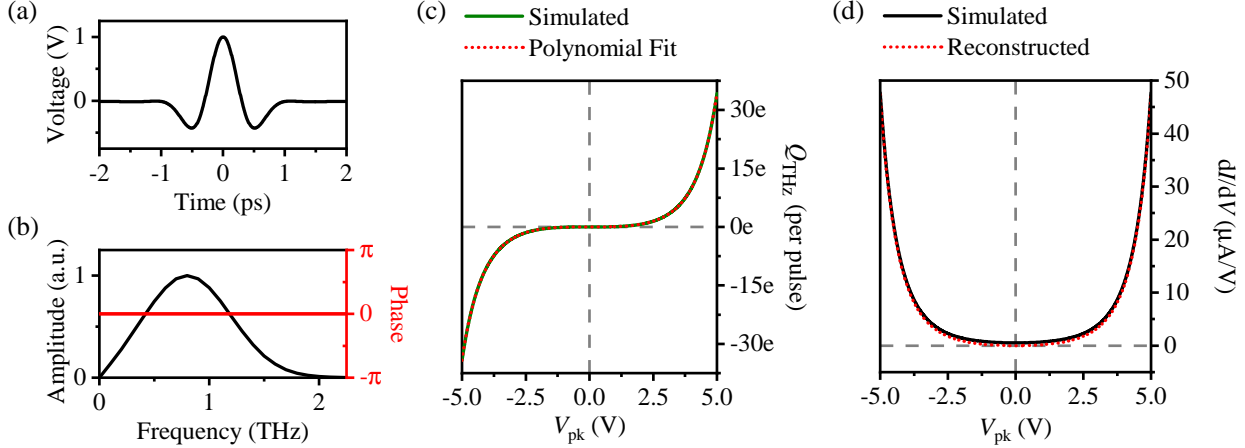 (a)
Voltage (V)
1
0
-2
-1
0
1
2
Time (ps)
(b)
Amplitude (a.u.)
1
0
π
0
-π
Phase
0
1
2
Frequency (THz)
(c)
Simulated
Polynomial Fit
30e
15e
0e
-15e
-30e
Q_THz (per pulse)
-5.0
-2.5
0.0
2.5
5.0
V_pk (V)
(d)
Simulated
Reconstructed
50
40
30
20
10
0
dI/dV (μA/V)
-5.0
-2.5
0.0
2.5
5.0
V_pk (V)